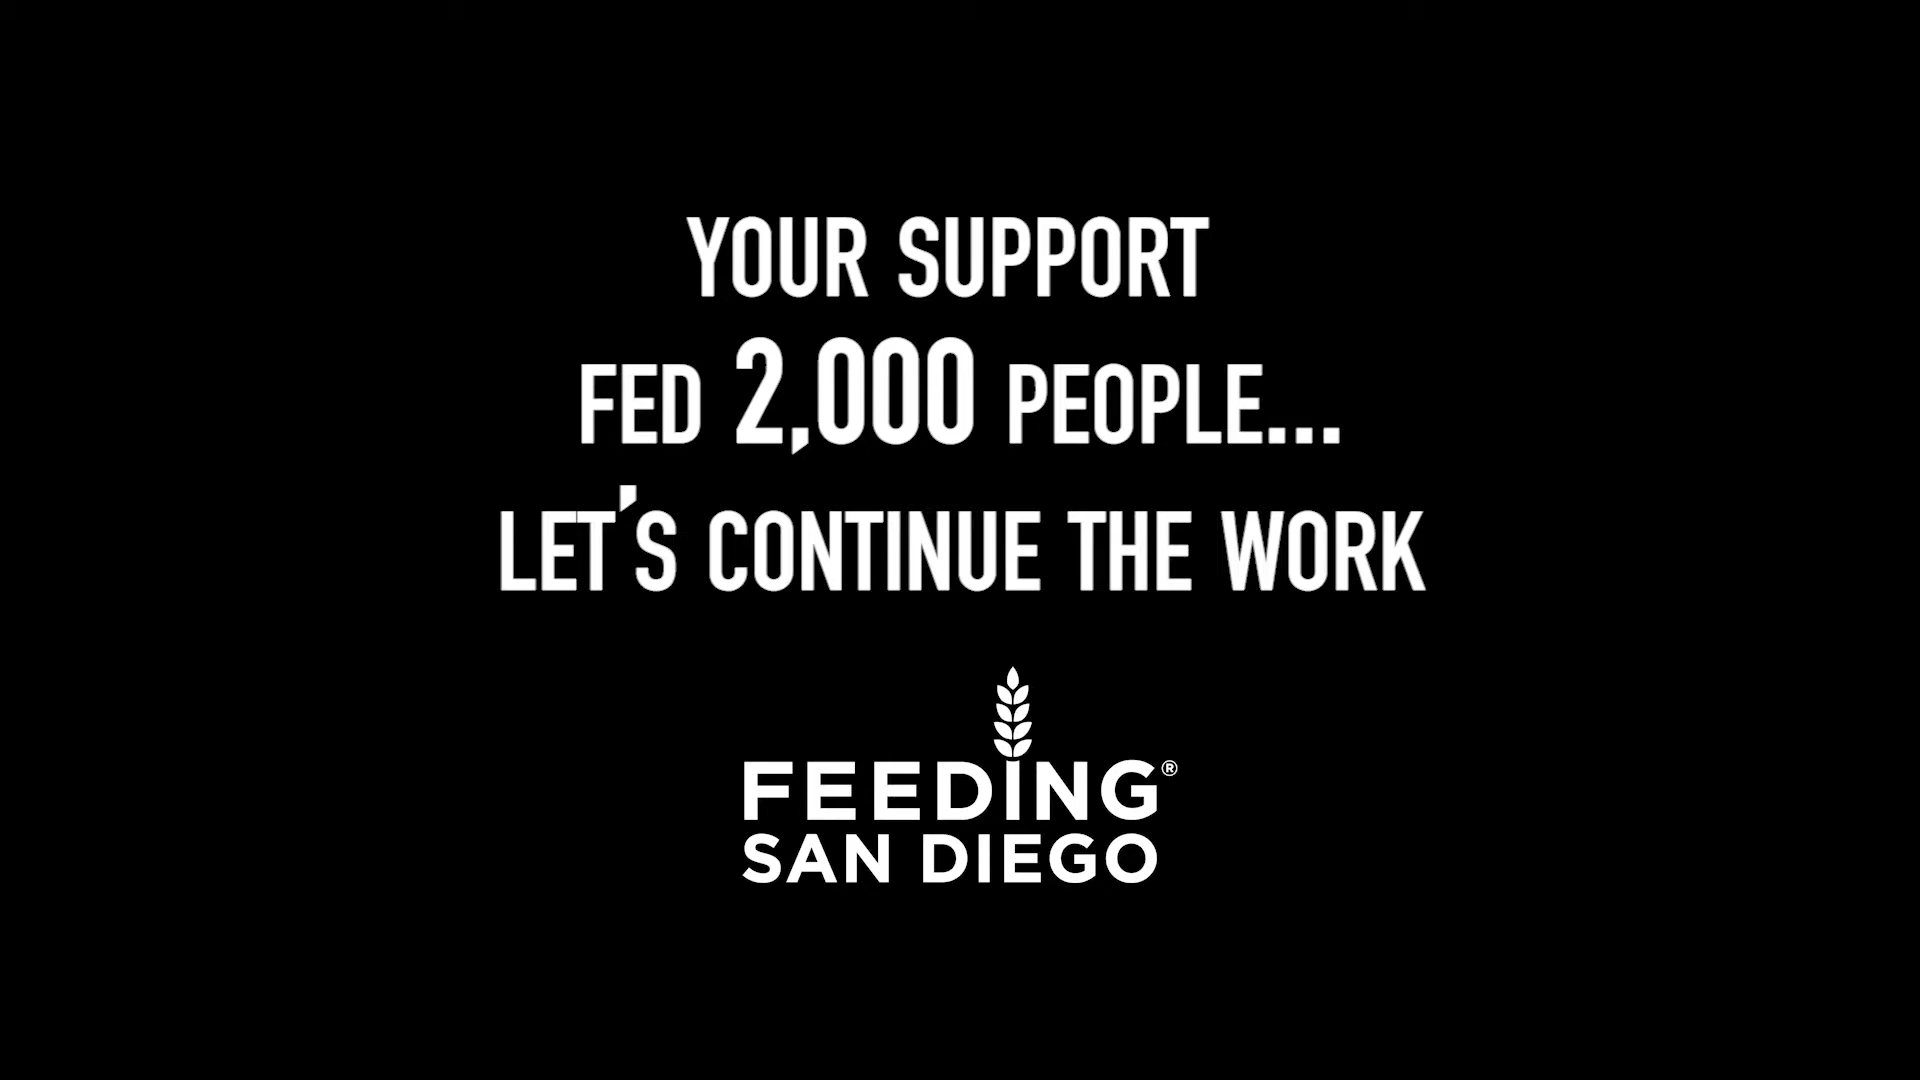 YOUR SUPPORT
FED 2,000 PEOPLE...
LET'S CONTINUE THE WORK
FEEDING®
SAN DIEGO